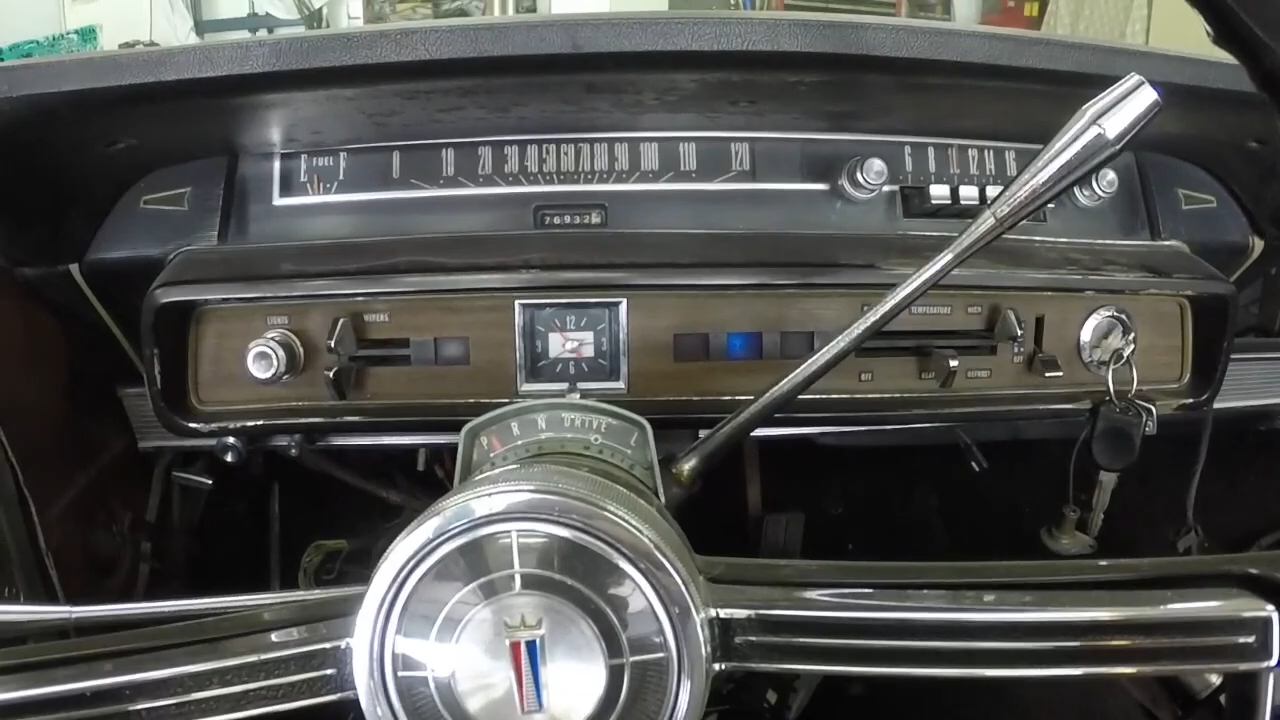 E FUEL F
0 10 20 30 40 50 60 70 80 90 100 110 120
6 8 10 12 14 16
76932
LIGHTS
WIPERS
12
3
6
9
TEMPERATURE HIGH
OFF
OFF HEAT DEFROST
P R N DRIVE L